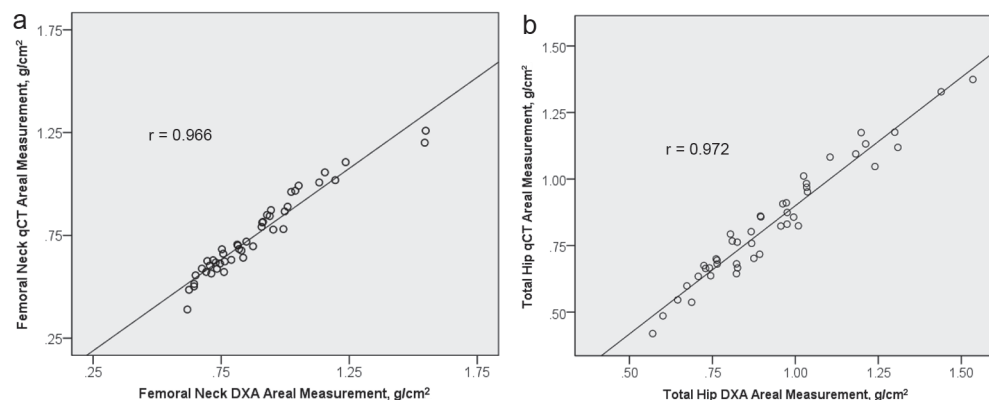 a
1.75
1.25
.75
.25
Femoral Neck qCT Areal Measurement, g/cm²
r = 0.966
.25 .75 1.25 1.75
Femoral Neck DXA Areal Measurement, g/cm²
b
1.50
1.25
1.00
.75
.50
Total Hip qCT Areal Measurement, g/cm²
r = 0.972
.50 .75 1.00 1.25 1.50
Total Hip DXA Areal Measurement, g/cm²